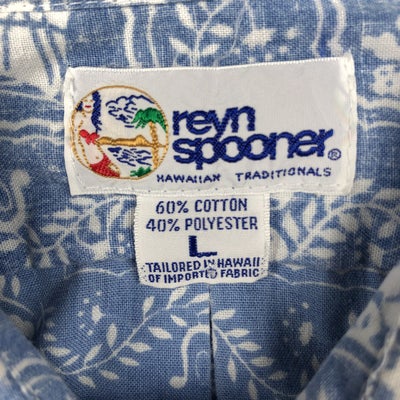 reyn
spooner®
HAWAIIAN TRADITIONALS
60% COTTON
40% POLYESTER
L
TAILORED IN HAWAII
OF IMPORTED FABRIC